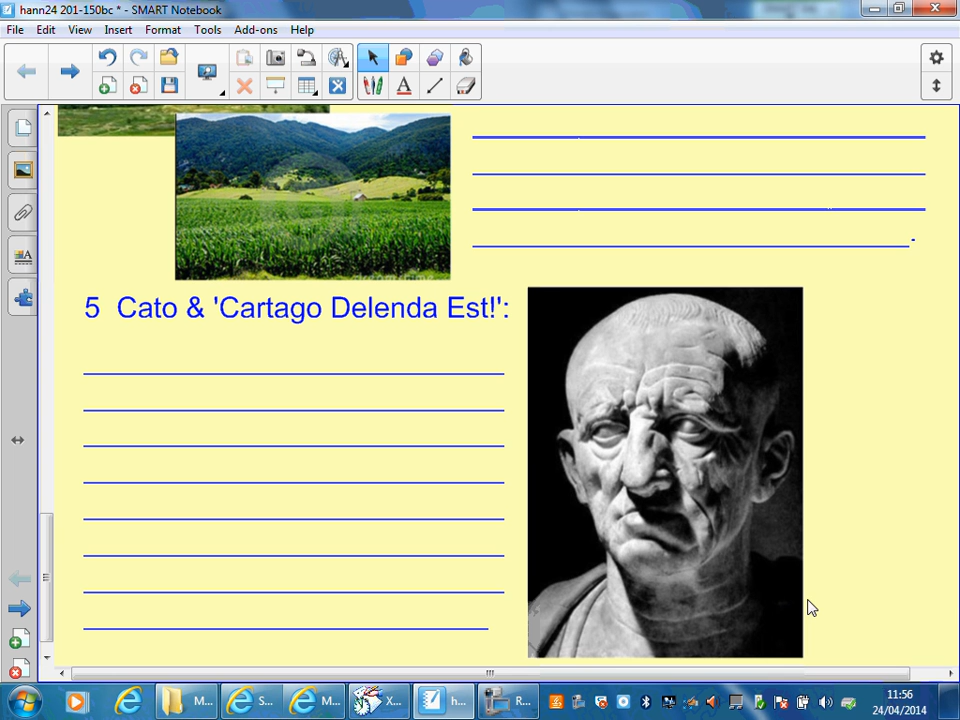 hann24 201-150bc * - SMART Notebook
File Edit View Insert Format Tools Add-ons Help
5 Cato & 'Cartago Delenda Est!':
M... S... M... X... h... R...
11:56
24/04/2014